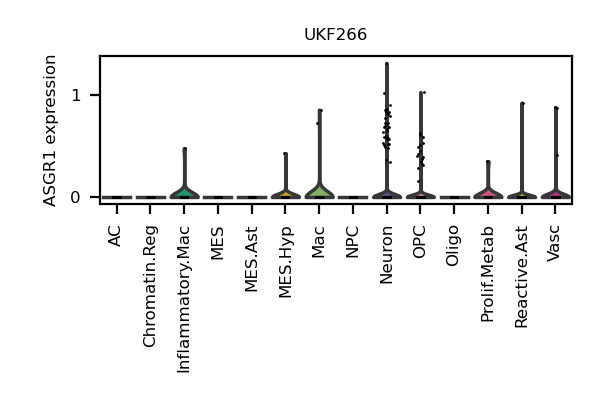 UKF266
ASGR1 expression
1
0
AC
Chromatin.Reg
Inflammatory.Mac
MES
MES.Ast
MES.Hyp
Mac
NPC
Neuron
OPC
Oligo
Prolif.Metab
Reactive.Ast
Vasc